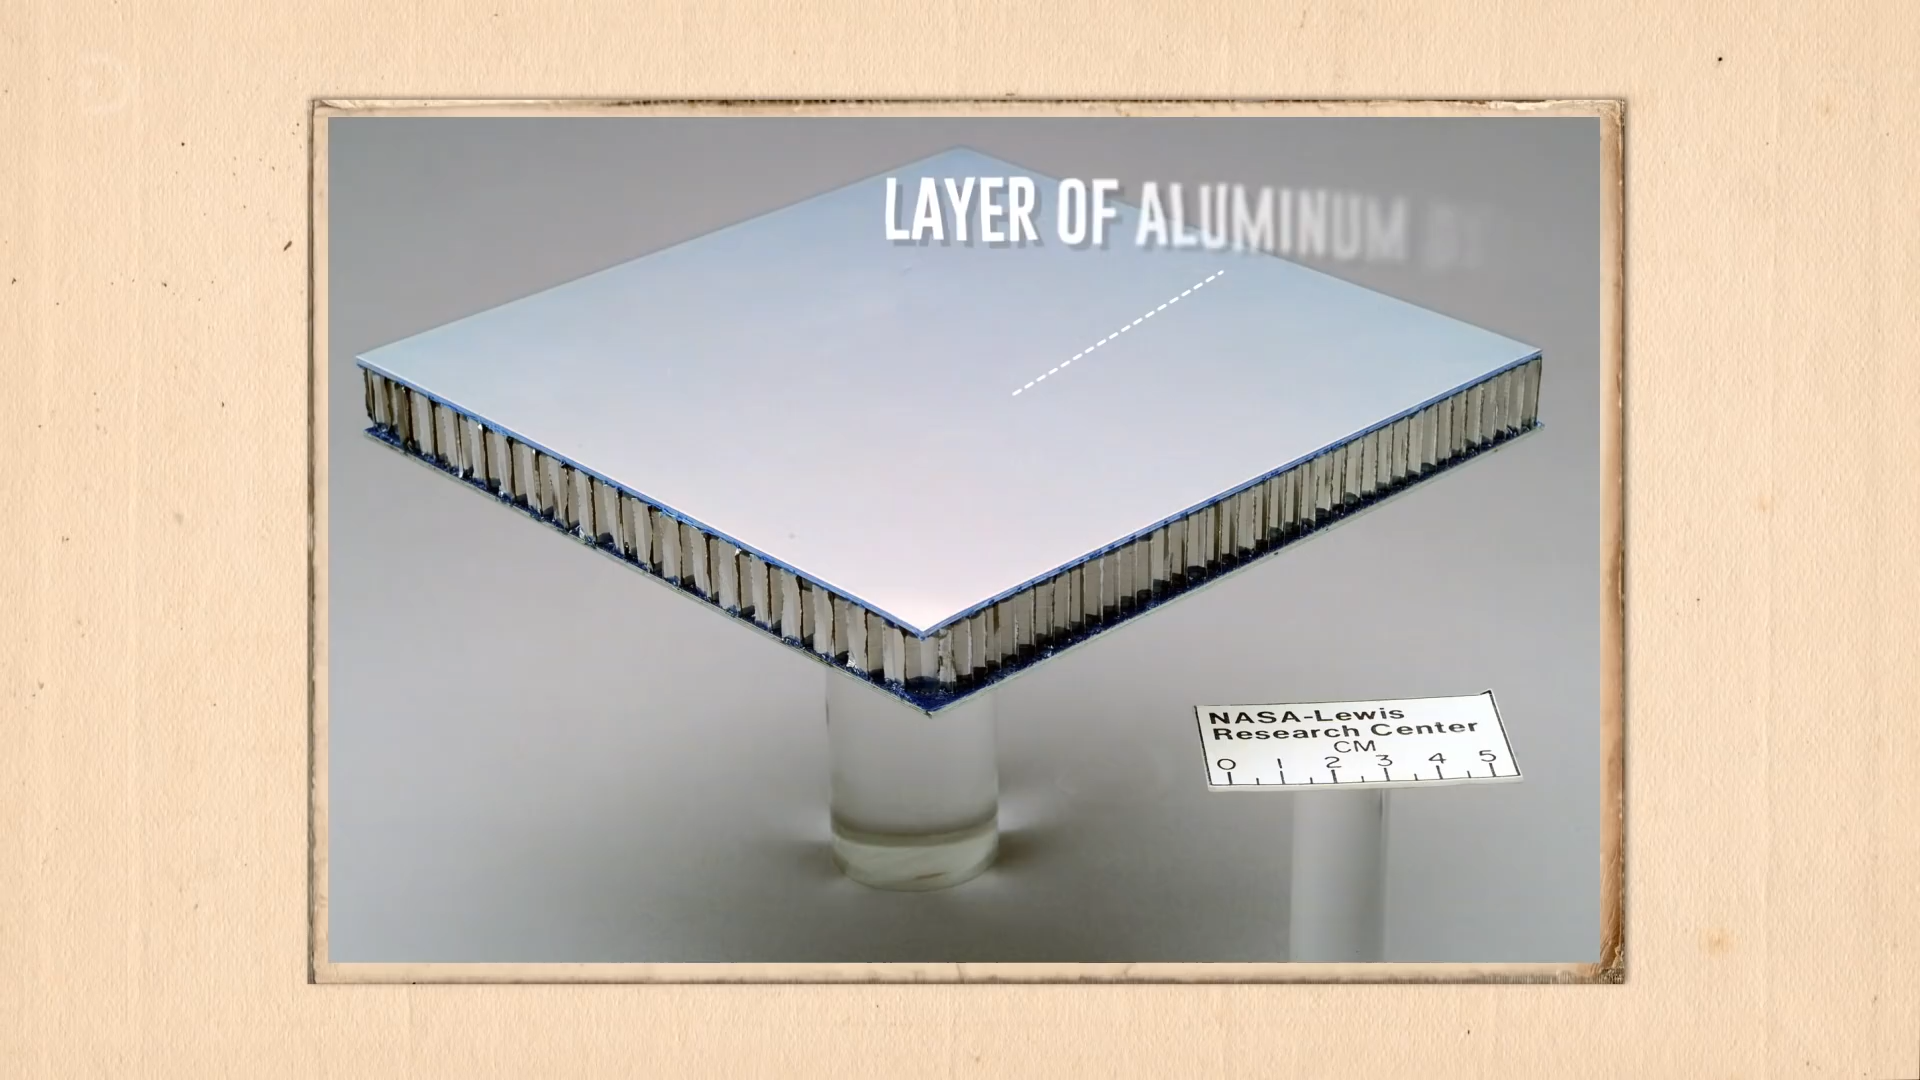 LAYER OF ALUMINUM
NASA-Lewis
Research Center
CM
0 1 2 3 4 5